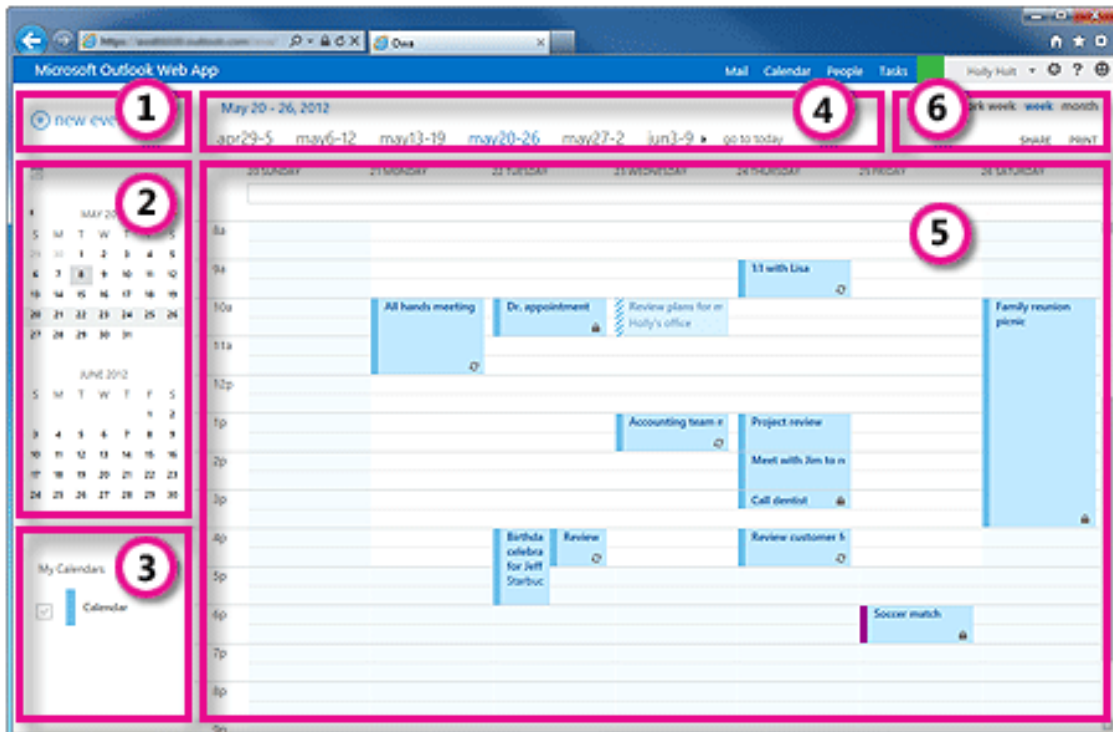 Owa
Microsoft Outlook Web App
Mail Calendar People Tasks
Holly Holt
1
new eve
May 20 - 26, 2012
4
6
rk week week month
apr29-5 may6-12 may13-19 may20-26 may27-2 jun3-9 go to today
SHARE PRINT
20 SUNDAY 21 MONDAY 22 TUESDAY 23 WEDNESDAY 24 THURSDAY 25 FRIDAY 26 SATURDAY
2
MAY 20
S M T W T F S
29 30 1 2 3 4 5
6 7 8 9 10 11 12
13 14 15 16 17 18 19
20 21 22 23 24 25 26
27 28 29 30 31
JUNE 2012
S M T W T F S
1 2
3 4 5 6 7 8 9
10 11 12 13 14 15 16
17 18 19 20 21 22 23
24 25 26 27 28 29 30
3
My Calendars
Calendar
5
8a
9a
1:1 with Lisa
10a
All hands meeting
Dr. appointment
Review plans for m
Holly's office
Family reunion
picnic
11a
12p
1p
Accounting team m
Project review
2p
Meet with Jim to n
3p
Call dentist
4p
Birthda
celebra
for Jeff
Starbuc
Review
Review customer f
5p
6p
Soccer match
7p
8p
9p